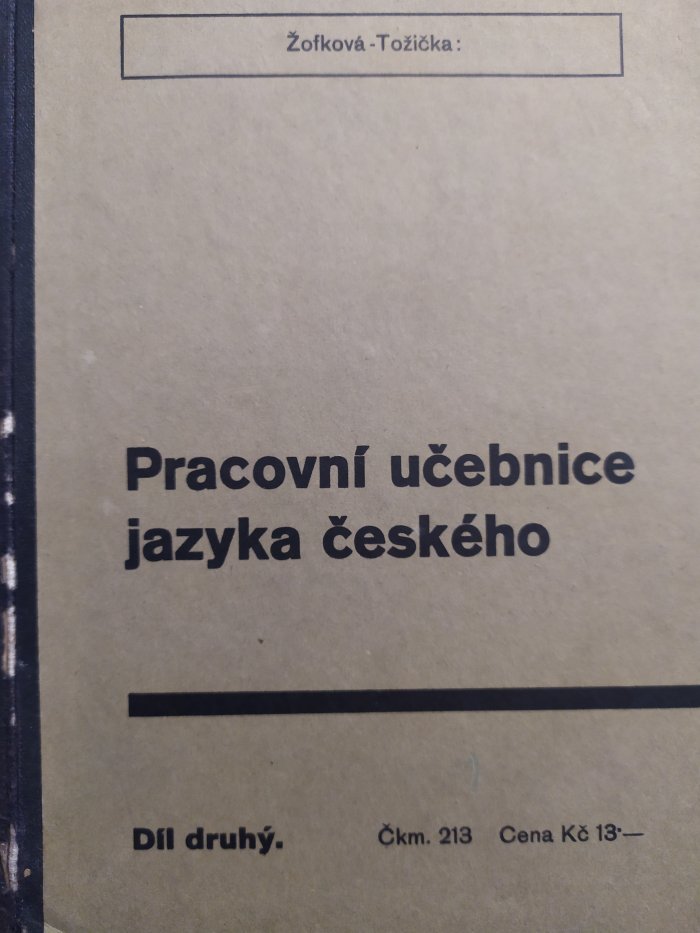 Žofková-Tožička:
Pracovní učebnice
jazyka českého
Díl druhý. Čkm. 213 Cena Kč 13·—